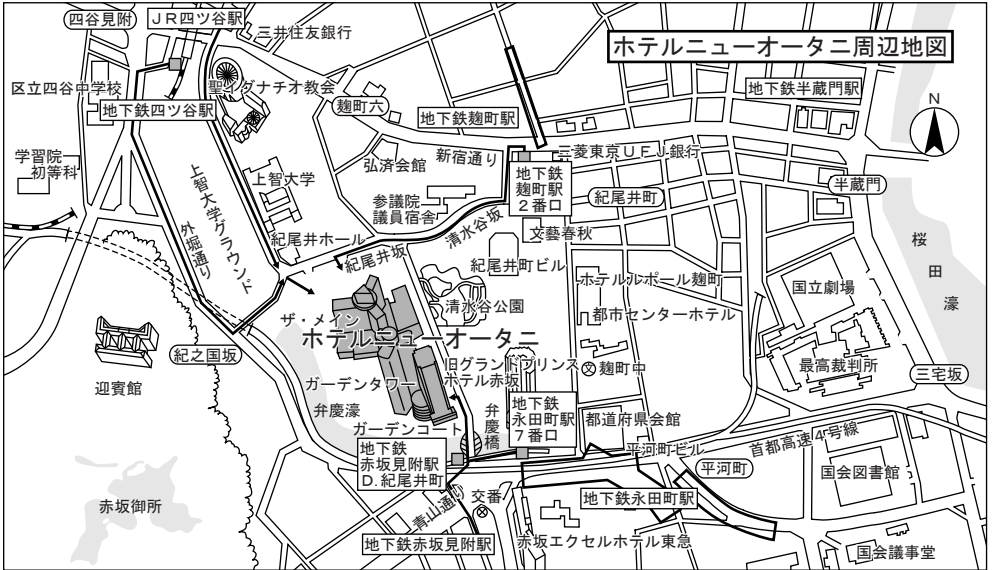 四谷見附
JR四ツ谷駅
三井住友銀行
ホテルニューオータニ周辺地図
区立四谷中学校
聖イグナチオ教会
地下鉄四ツ谷駅
麹町六
地下鉄麹町駅
地下鉄半蔵門駅
N
学習院
初等科
新宿通り
三菱東京UFJ銀行
弘済会館
上智大学
地下鉄
麹町駅
2番口
半蔵門
参議院
議員宿舎
紀尾井町
上智大学グラウンド
外堀通り
清水谷坂
文藝春秋
桜田濠
紀尾井ホール
紀尾井坂
紀尾井町ビル
ホテルルポール麹町
国立劇場
清水谷公園
都市センターホテル
ザ・メイン
ホテルニューオータニ
紀之国坂
迎賓館
旧グランドプリンス
ホテル赤坂
麹町中
最高裁判所
三宅坂
ガーデンタワー
弁慶濠
ガーデンコート
弁慶橋
地下鉄
永田町駅
7番口
都道府県会館
地下鉄
赤坂見附駅
D.紀尾井町
平河町ビル
首都高速4号線
平河町
国会図書館
赤坂御所
青山通り
交番
地下鉄永田町駅
地下鉄赤坂見附駅
赤坂エクセルホテル東急
国会議事堂